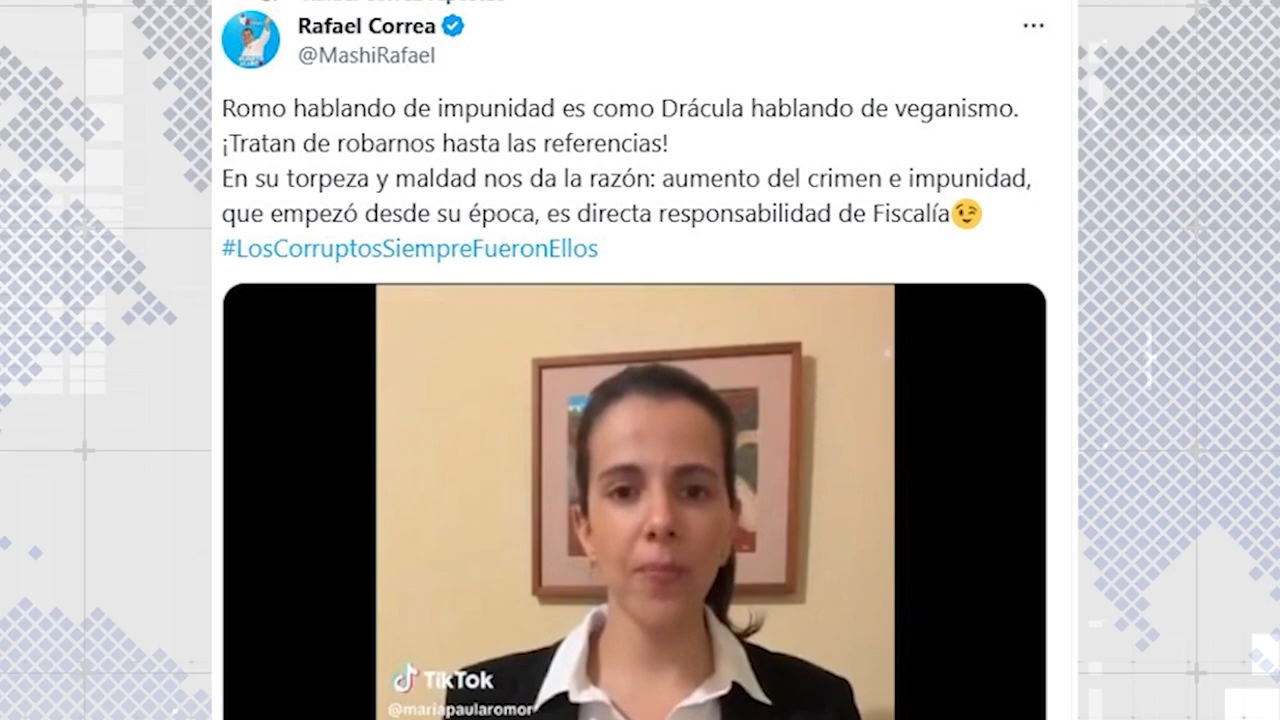 Rafael Correa
@MashiRafael
Romo hablando de impunidad es como Drácula hablando de veganismo.
¡Tratan de robarnos hasta las referencias!
En su torpeza y maldad nos da la razón: aumento del crimen e impunidad,
que empezó desde su época, es directa responsabilidad de Fiscalía😉
#LosCorruptosSiempreFueronEllos
TikTok
@mariapaularomor